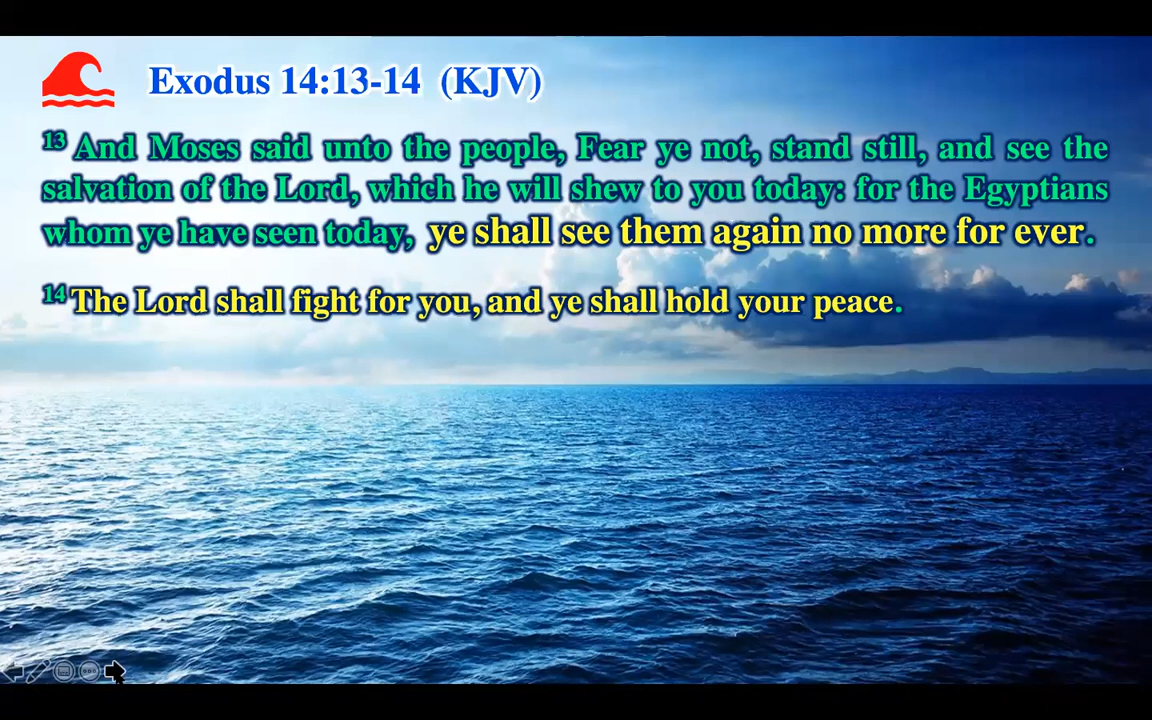 Exodus 14:13-14 (KJV)
13 And Moses said unto the people, Fear ye not, stand still, and see the
salvation of the Lord, which he will shew to you today: for the Egyptians
whom ye have seen today, ye shall see them again no more for ever.
14 The Lord shall fight for you, and ye shall hold your peace.